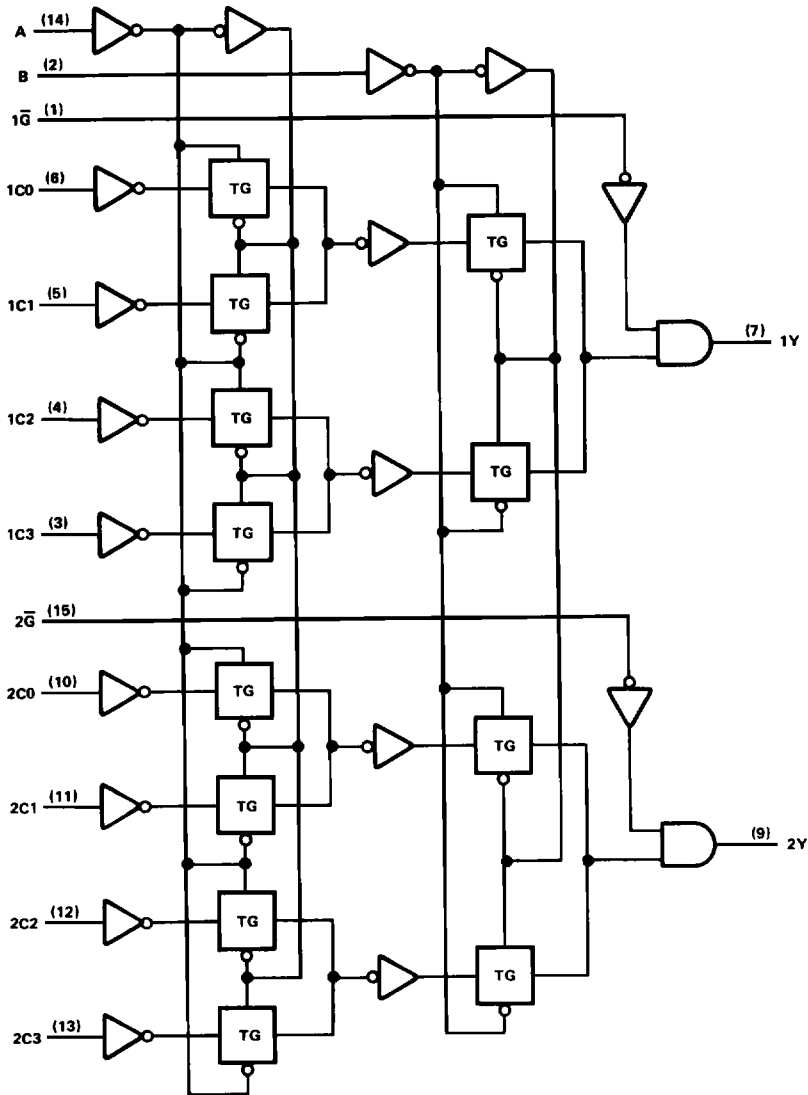 A (14)
B (2)
1G̅ (1)
1C0 (6)
TG
TG
1C1 (5)
TG
(7) 1Y
1C2 (4)
TG
TG
1C3 (3)
TG
2G̅ (15)
2C0 (10)
TG
TG
2C1 (11)
TG
(9) 2Y
2C2 (12)
TG
TG
2C3 (13)
TG